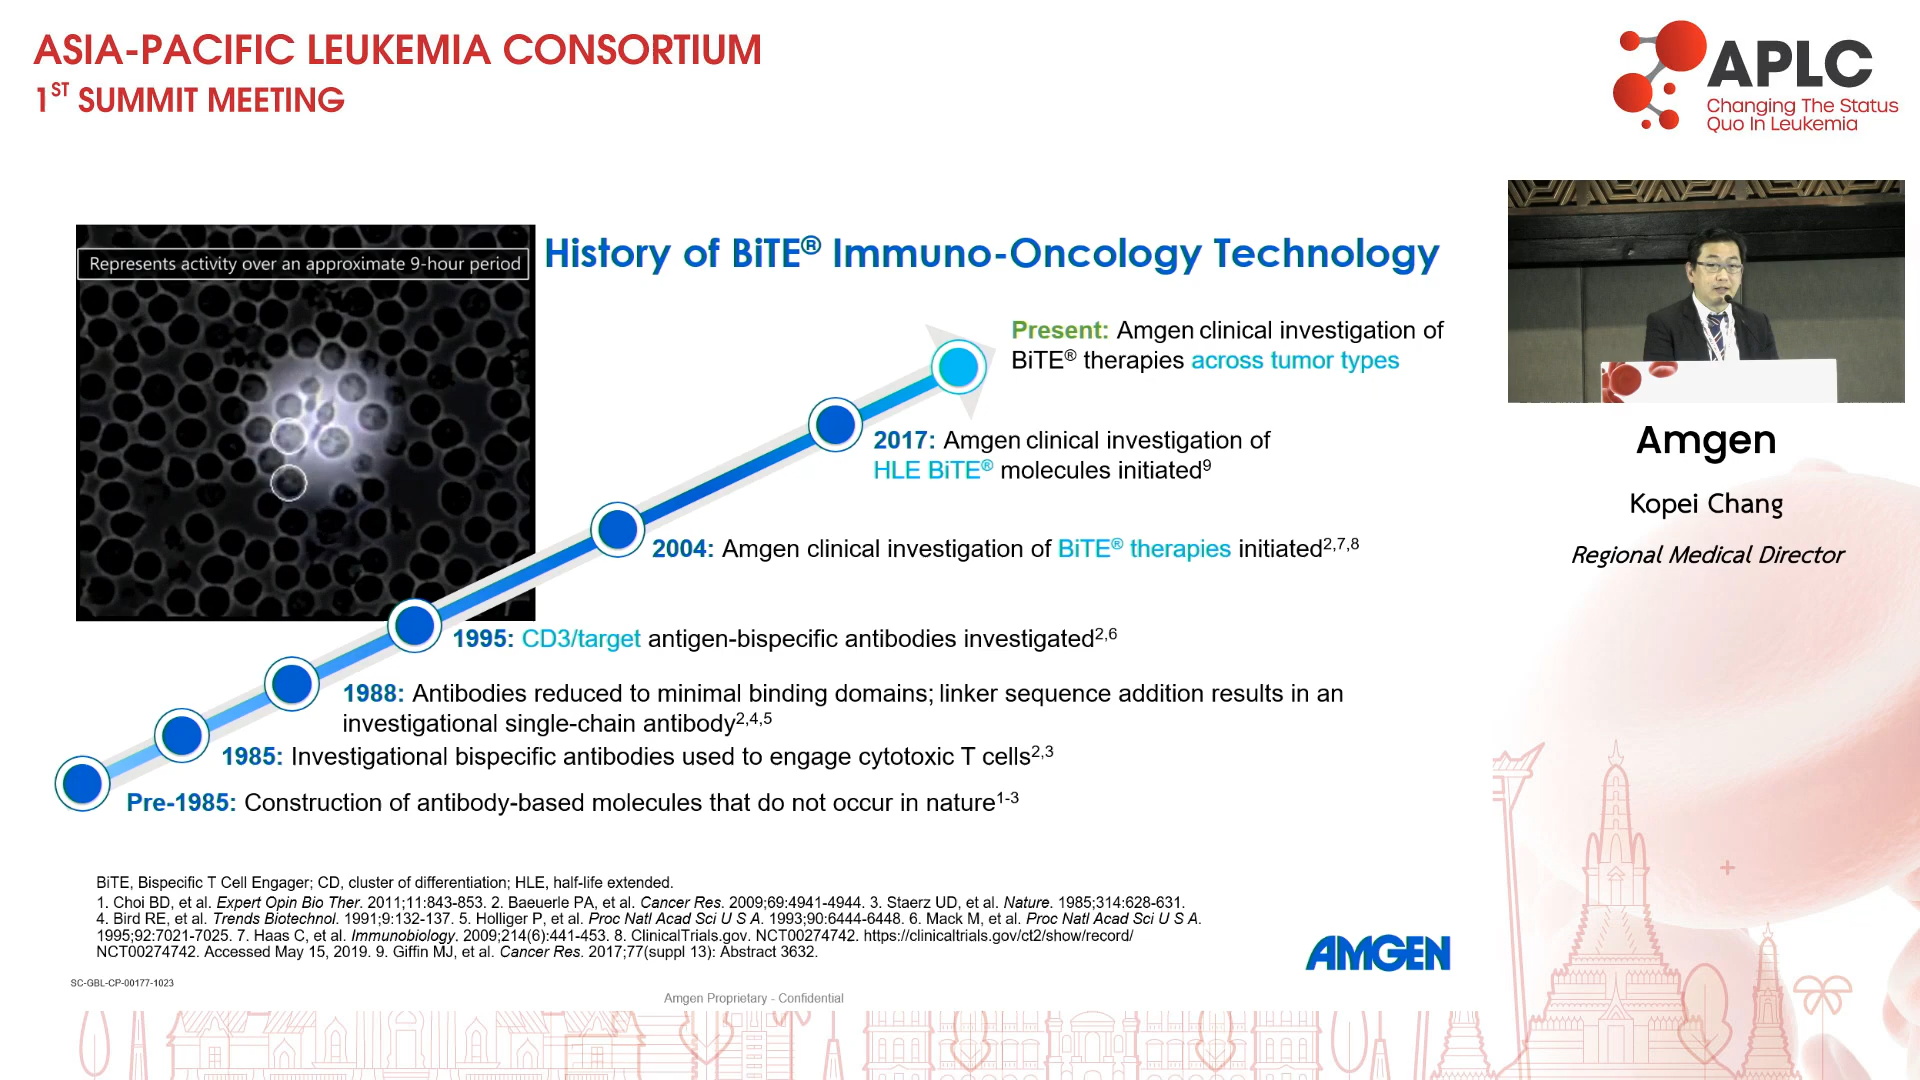 ASIA-PACIFIC LEUKEMIA CONSORTIUM
1ST SUMMIT MEETING
APLC
Changing The Status
Quo In Leukemia
Represents activity over an approximate 9-hour period
History of BiTE® Immuno-Oncology Technology
Present: Amgen clinical investigation of
BiTE® therapies across tumor types
2017: Amgen clinical investigation of
HLE BiTE® molecules initiated9
2004: Amgen clinical investigation of BiTE® therapies initiated2,7,8
1995: CD3/target antigen-bispecific antibodies investigated2,6
1988: Antibodies reduced to minimal binding domains; linker sequence addition results in an
investigational single-chain antibody2,4,5
1985: Investigational bispecific antibodies used to engage cytotoxic T cells2,3
Pre-1985: Construction of antibody-based molecules that do not occur in nature1-3
Amgen
Kopei Chang
Regional Medical Director
BiTE, Bispecific T Cell Engager; CD, cluster of differentiation; HLE, half-life extended.
1. Choi BD, et al. Expert Opin Bio Ther. 2011;11:843-853. 2. Baeuerle PA, et al. Cancer Res. 2009;69:4941-4944. 3. Staerz UD, et al. Nature. 1985;314:628-631.
4. Bird RE, et al. Trends Biotechnol. 1991;9:132-137. 5. Holliger P, et al. Proc Natl Acad Sci U S A. 1993;90:6444-6448. 6. Mack M, et al. Proc Natl Acad Sci U S A.
1995;92:7021-7025. 7. Haas C, et al. Immunobiology. 2009;214(6):441-453. 8. ClinicalTrials.gov. NCT00274742. https://clinicaltrials.gov/ct2/show/record/
NCT00274742. Accessed May 15, 2019. 9. Giffin MJ, et al. Cancer Res. 2017;77(suppl 13): Abstract 3632.
AMGEN
SC-GBL-CP-00177-1023
Amgen Proprietary - Confidential